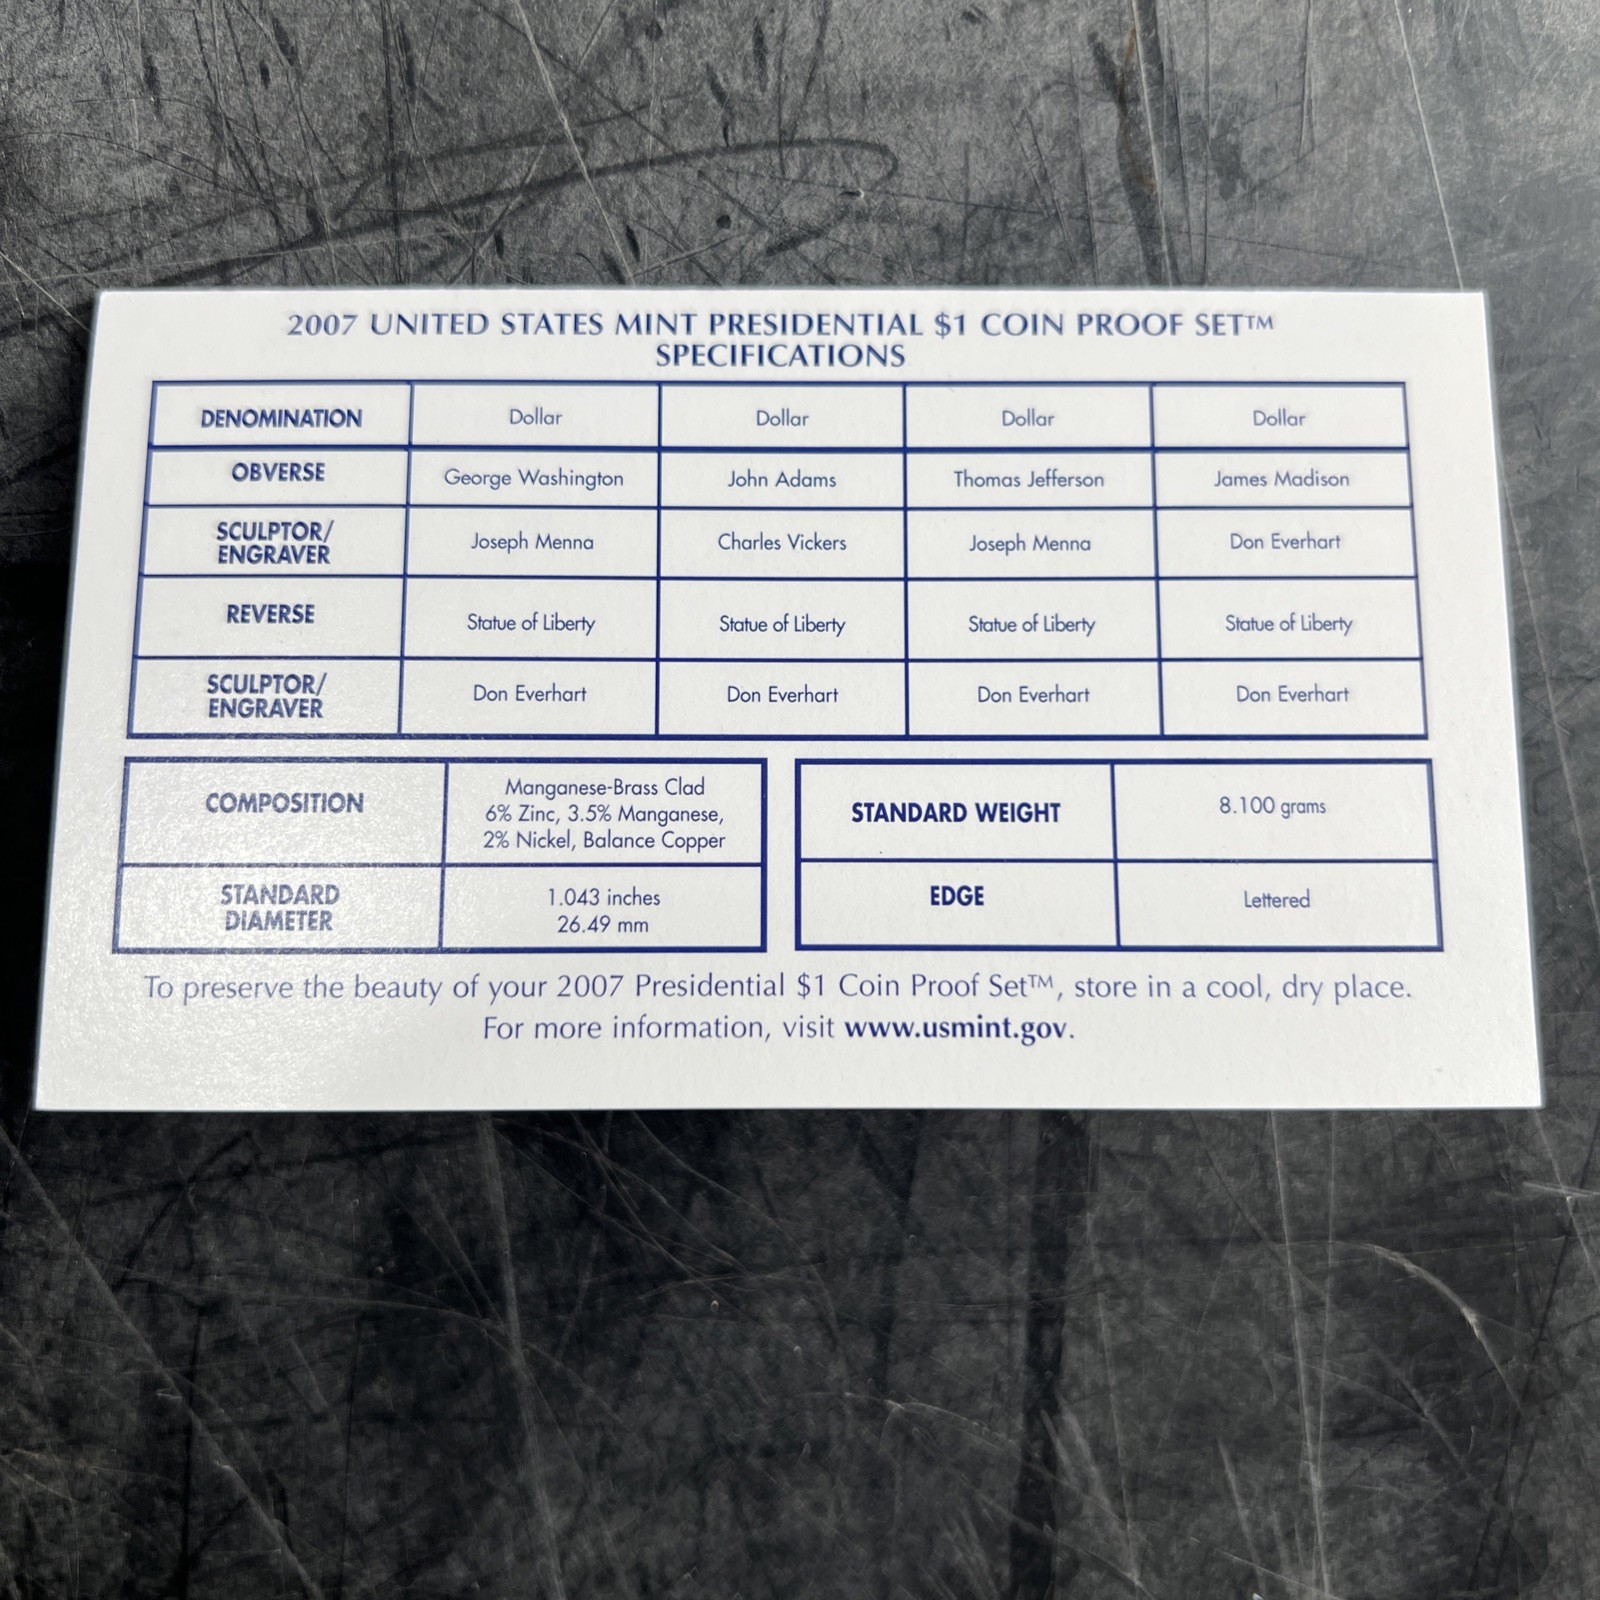 2007 UNITED STATES MINT PRESIDENTIAL $1 COIN PROOF SET™
SPECIFICATIONS
DENOMINATION Dollar Dollar Dollar Dollar
OBVERSE George Washington John Adams Thomas Jefferson James Madison
SCULPTOR/
ENGRAVER Joseph Menna Charles Vickers Joseph Menna Don Everhart
REVERSE Statue of Liberty Statue of Liberty Statue of Liberty Statue of Liberty
SCULPTOR/
ENGRAVER Don Everhart Don Everhart Don Everhart Don Everhart
COMPOSITION
Manganese-Brass Clad
6% Zinc, 3.5% Manganese,
2% Nickel, Balance Copper
STANDARD
DIAMETER
1.043 inches
26.49 mm
STANDARD WEIGHT 8.100 grams
EDGE Lettered
To preserve the beauty of your 2007 Presidential $1 Coin Proof Set™, store in a cool, dry place.
For more information, visit www.usmint.gov.